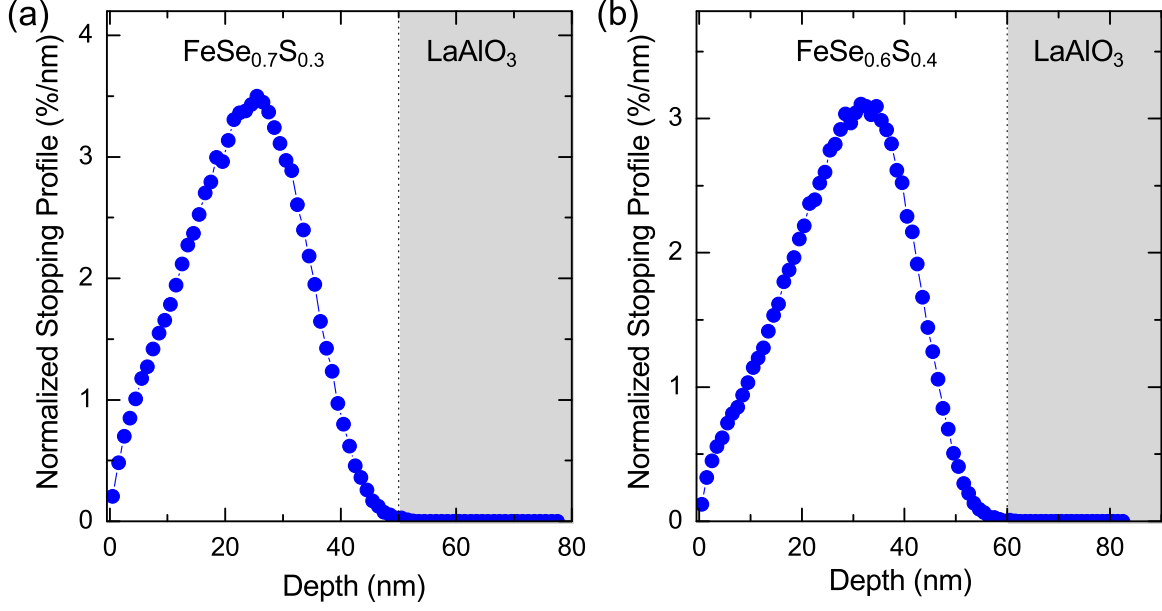 (a)
FeSe₀.₇S₀.₃
LaAlO₃
Normalized Stopping Profile (%/nm)
4
3
2
1
0
0 20 40 60 80
Depth (nm)
(b)
FeSe₀.₆S₀.₄
LaAlO₃
Normalized Stopping Profile (%/nm)
3
2
1
0
0 20 40 60 80
Depth (nm)